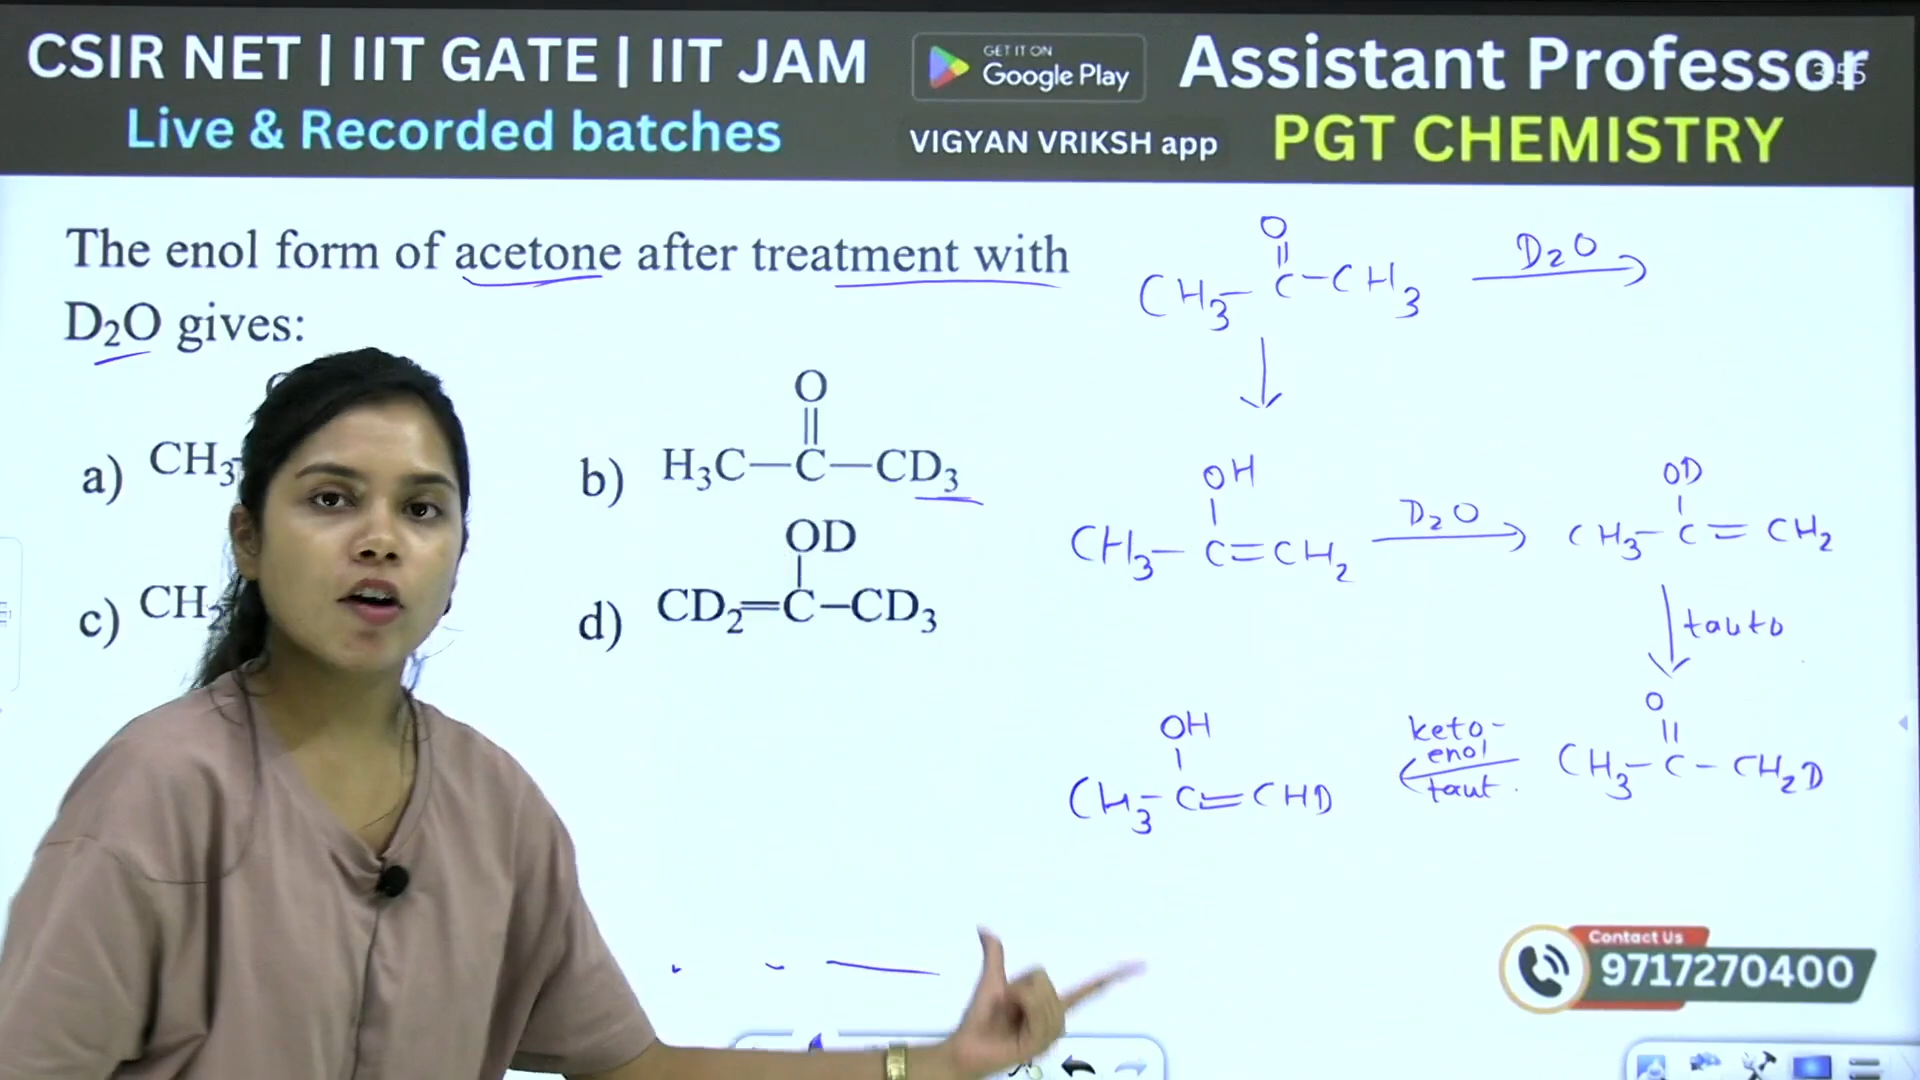 CSIR NET | IIT GATE | IIT JAM
Live & Recorded batches
GET IT ON
Google Play
VIGYAN VRIKSH app
Assistant Professor
PGT CHEMISTRY
The enol form of acetone after treatment with
D₂O gives:
a) CH₃
b) H₃C—C—CD₃
O
c) CH₂
d) CD₂=C–CD₃
OD
O
CH₃–C–CH₃
D₂O
OH
CH₃–C=CH₂
D₂O
OD
CH₃–C=CH₂
tauto
O
CH₃–C–CH₂D
keto-
enol
taut.
OH
CH₃–C=CHD
Contact Us
9717270400